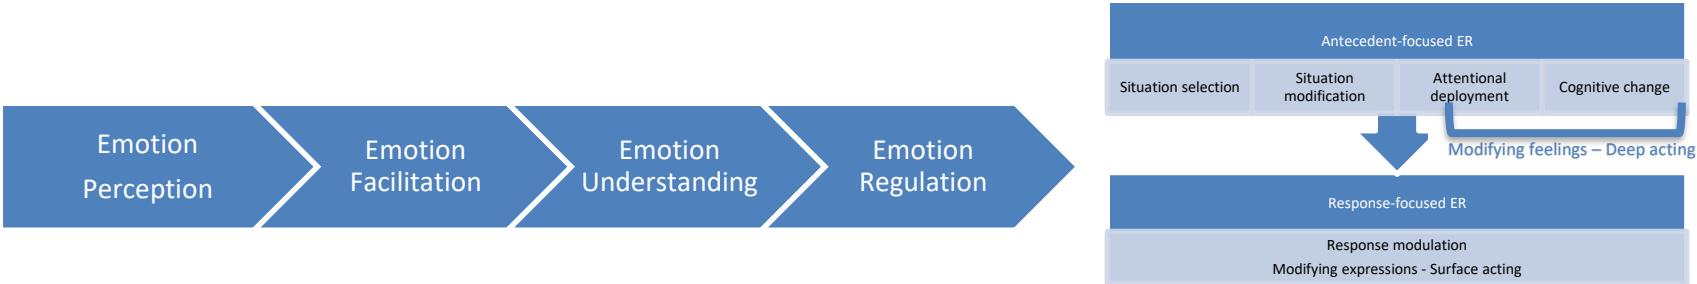 Emotion
Perception
Emotion
Facilitation
Emotion
Understanding
Emotion
Regulation
Antecedent-focused ER
Situation selection
Situation
modification
Attentional
deployment
Cognitive change
Modifying feelings – Deep acting
Response-focused ER
Response modulation
Modifying expressions - Surface acting